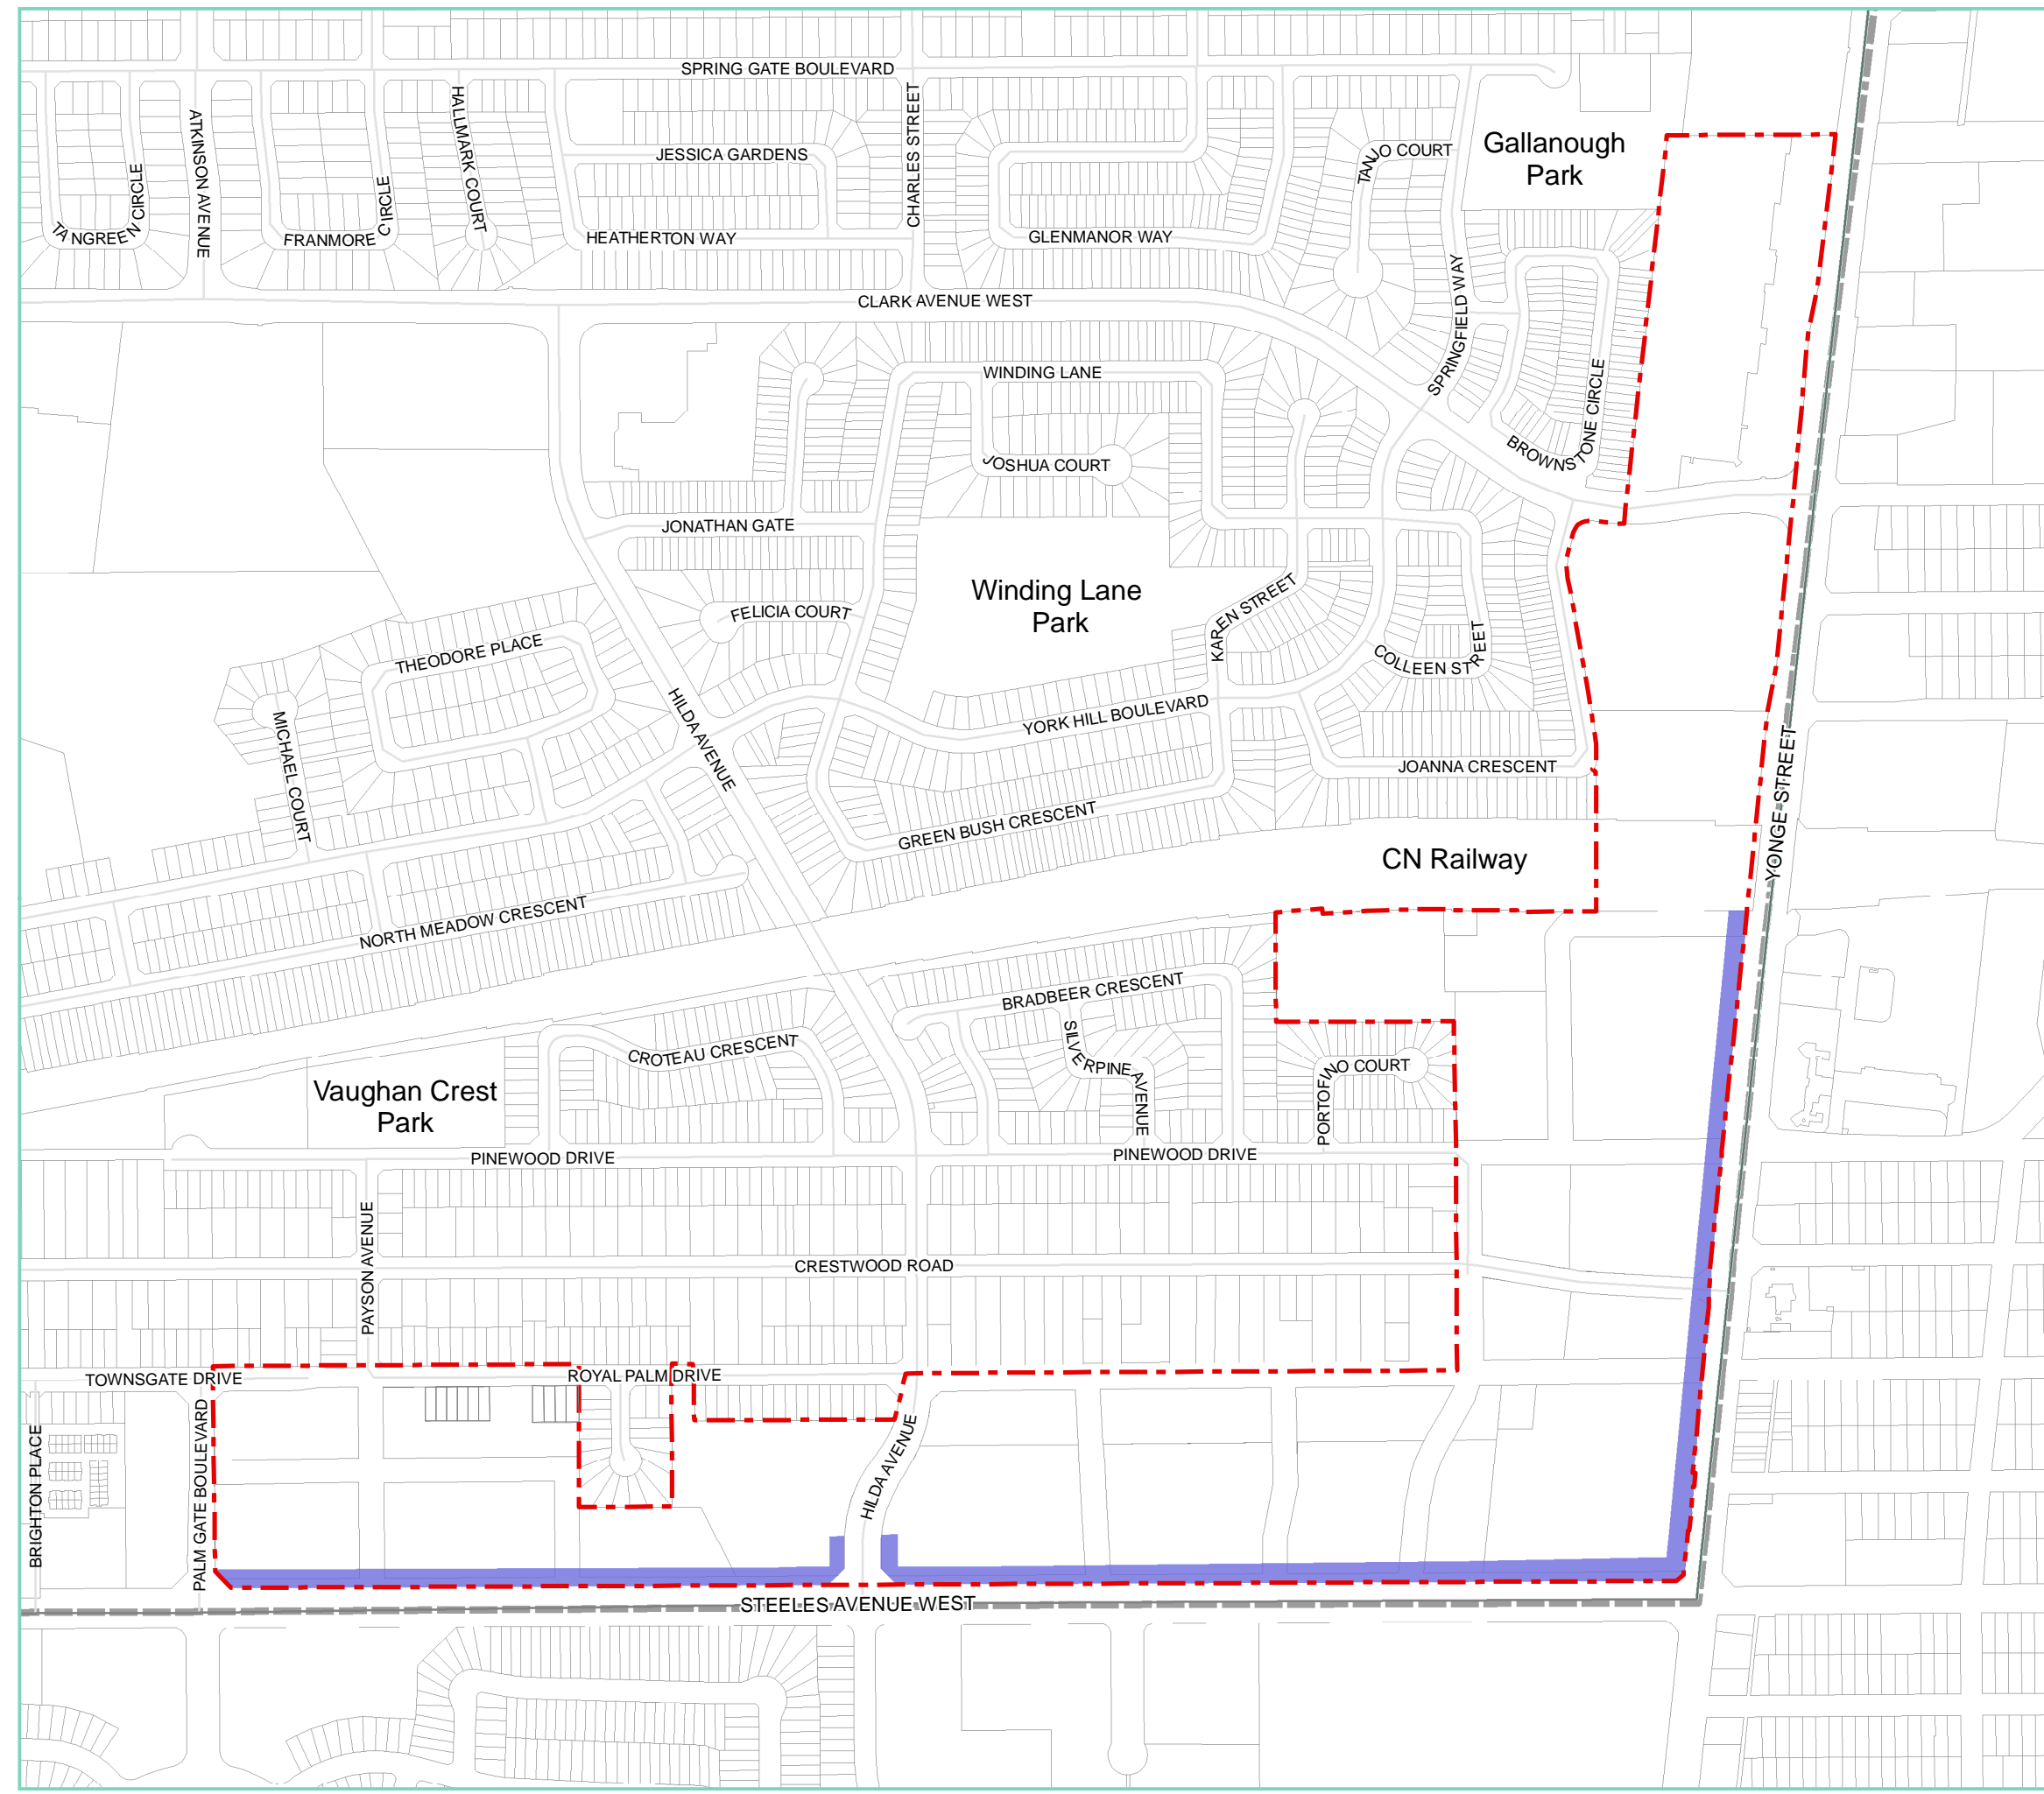 SPRING GATE BOULEVARD
HALLMARK COURT
CHARLES STREET
ATKINSON AVENUE
Gallanough
Park
JESSICA GARDENS
TANJO COURT
TANGREEN CIRCLE
FRANMORE CIRCLE
HEATHERTON WAY
GLENMANOR WAY
CLARK AVENUE WEST
SPRINGFIELD WAY
WINDING LANE
BROWNSTONE CIRCLE
JOSHUA COURT
JONATHAN GATE
Winding Lane
Park
FELICIA COURT
KAREN STREET
COLLEEN STREET
THEODORE PLACE
MICHAEL COURT
HILDA AVENUE
YORK HILL BOULEVARD
JOANNA CRESCENT
YONGE STREET
GREEN BUSH CRESCENT
CN Railway
NORTH MEADOW CRESCENT
BRADBEER CRESCENT
CROTEAU CRESCENT
SILVERPINE AVENUE
PORTOFINO COURT
Vaughan Crest
Park
PINEWOOD DRIVE
PINEWOOD DRIVE
PAYSON AVENUE
CRESTWOOD ROAD
TOWNSGATE DRIVE
ROYAL PALM DRIVE
BRIGHTON PLACE
PALM GATE BOULEVARD
HILDA AVENUE
STEELES AVENUE WEST